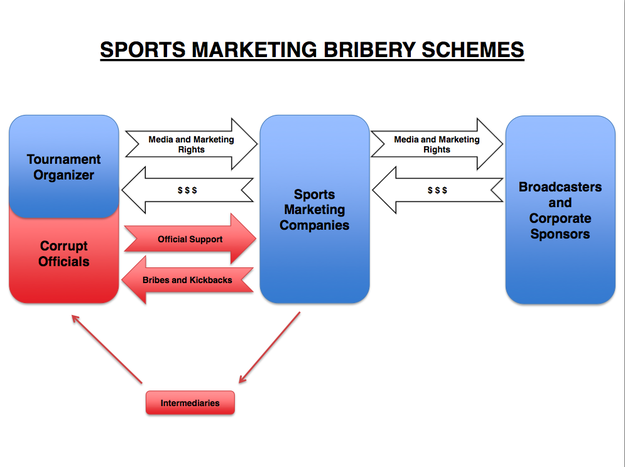 SPORTS MARKETING BRIBERY SCHEMES
Tournament
Organizer
Corrupt
Officials
Media and Marketing
Rights
$ $ $
Official Support
Bribes and Kickbacks
Sports
Marketing
Companies
Media and Marketing
Rights
$ $ $
Broadcasters
and
Corporate
Sponsors
Intermediaries